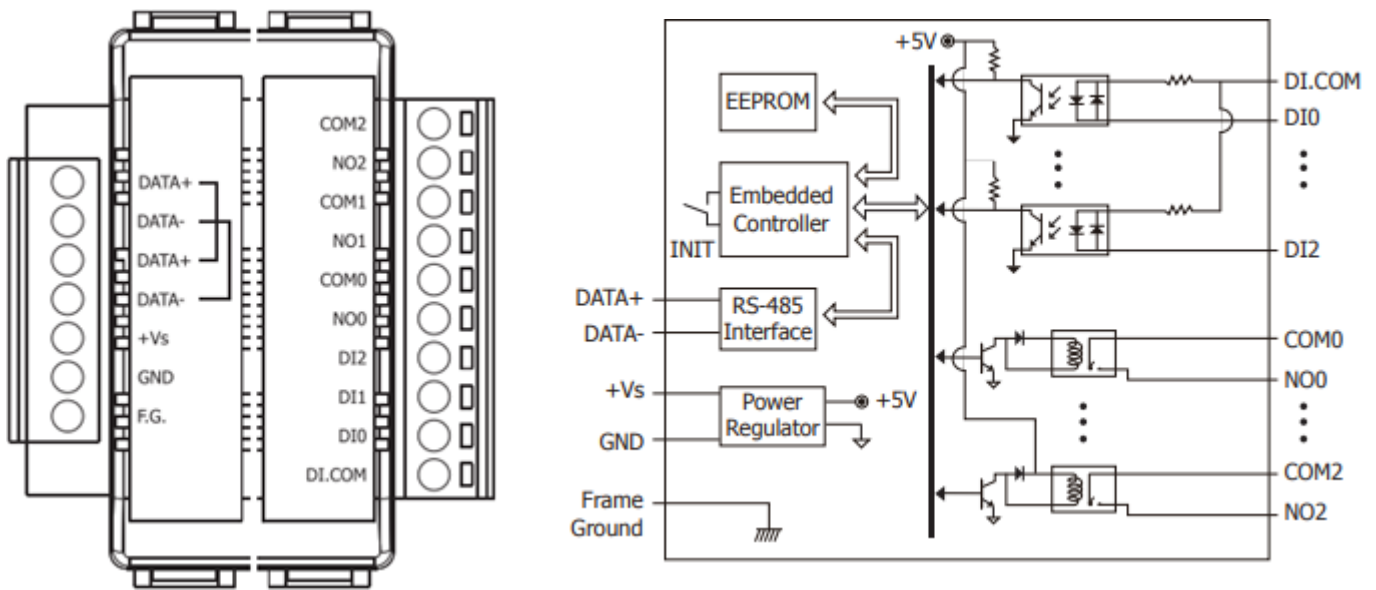 DATA+
DATA-
DATA+
DATA-
+Vs
GND
F.G.
COM2
NO2
COM1
NO1
COM0
NO0
DI2
DI1
DI0
DI.COM
+5V
EEPROM
Embedded
Controller
INIT
DATA+
DATA-
RS-485
Interface
+Vs
GND
Power
Regulator
+5V
Frame
Ground
DI.COM
DI0
DI2
COM0
NO0
COM2
NO2